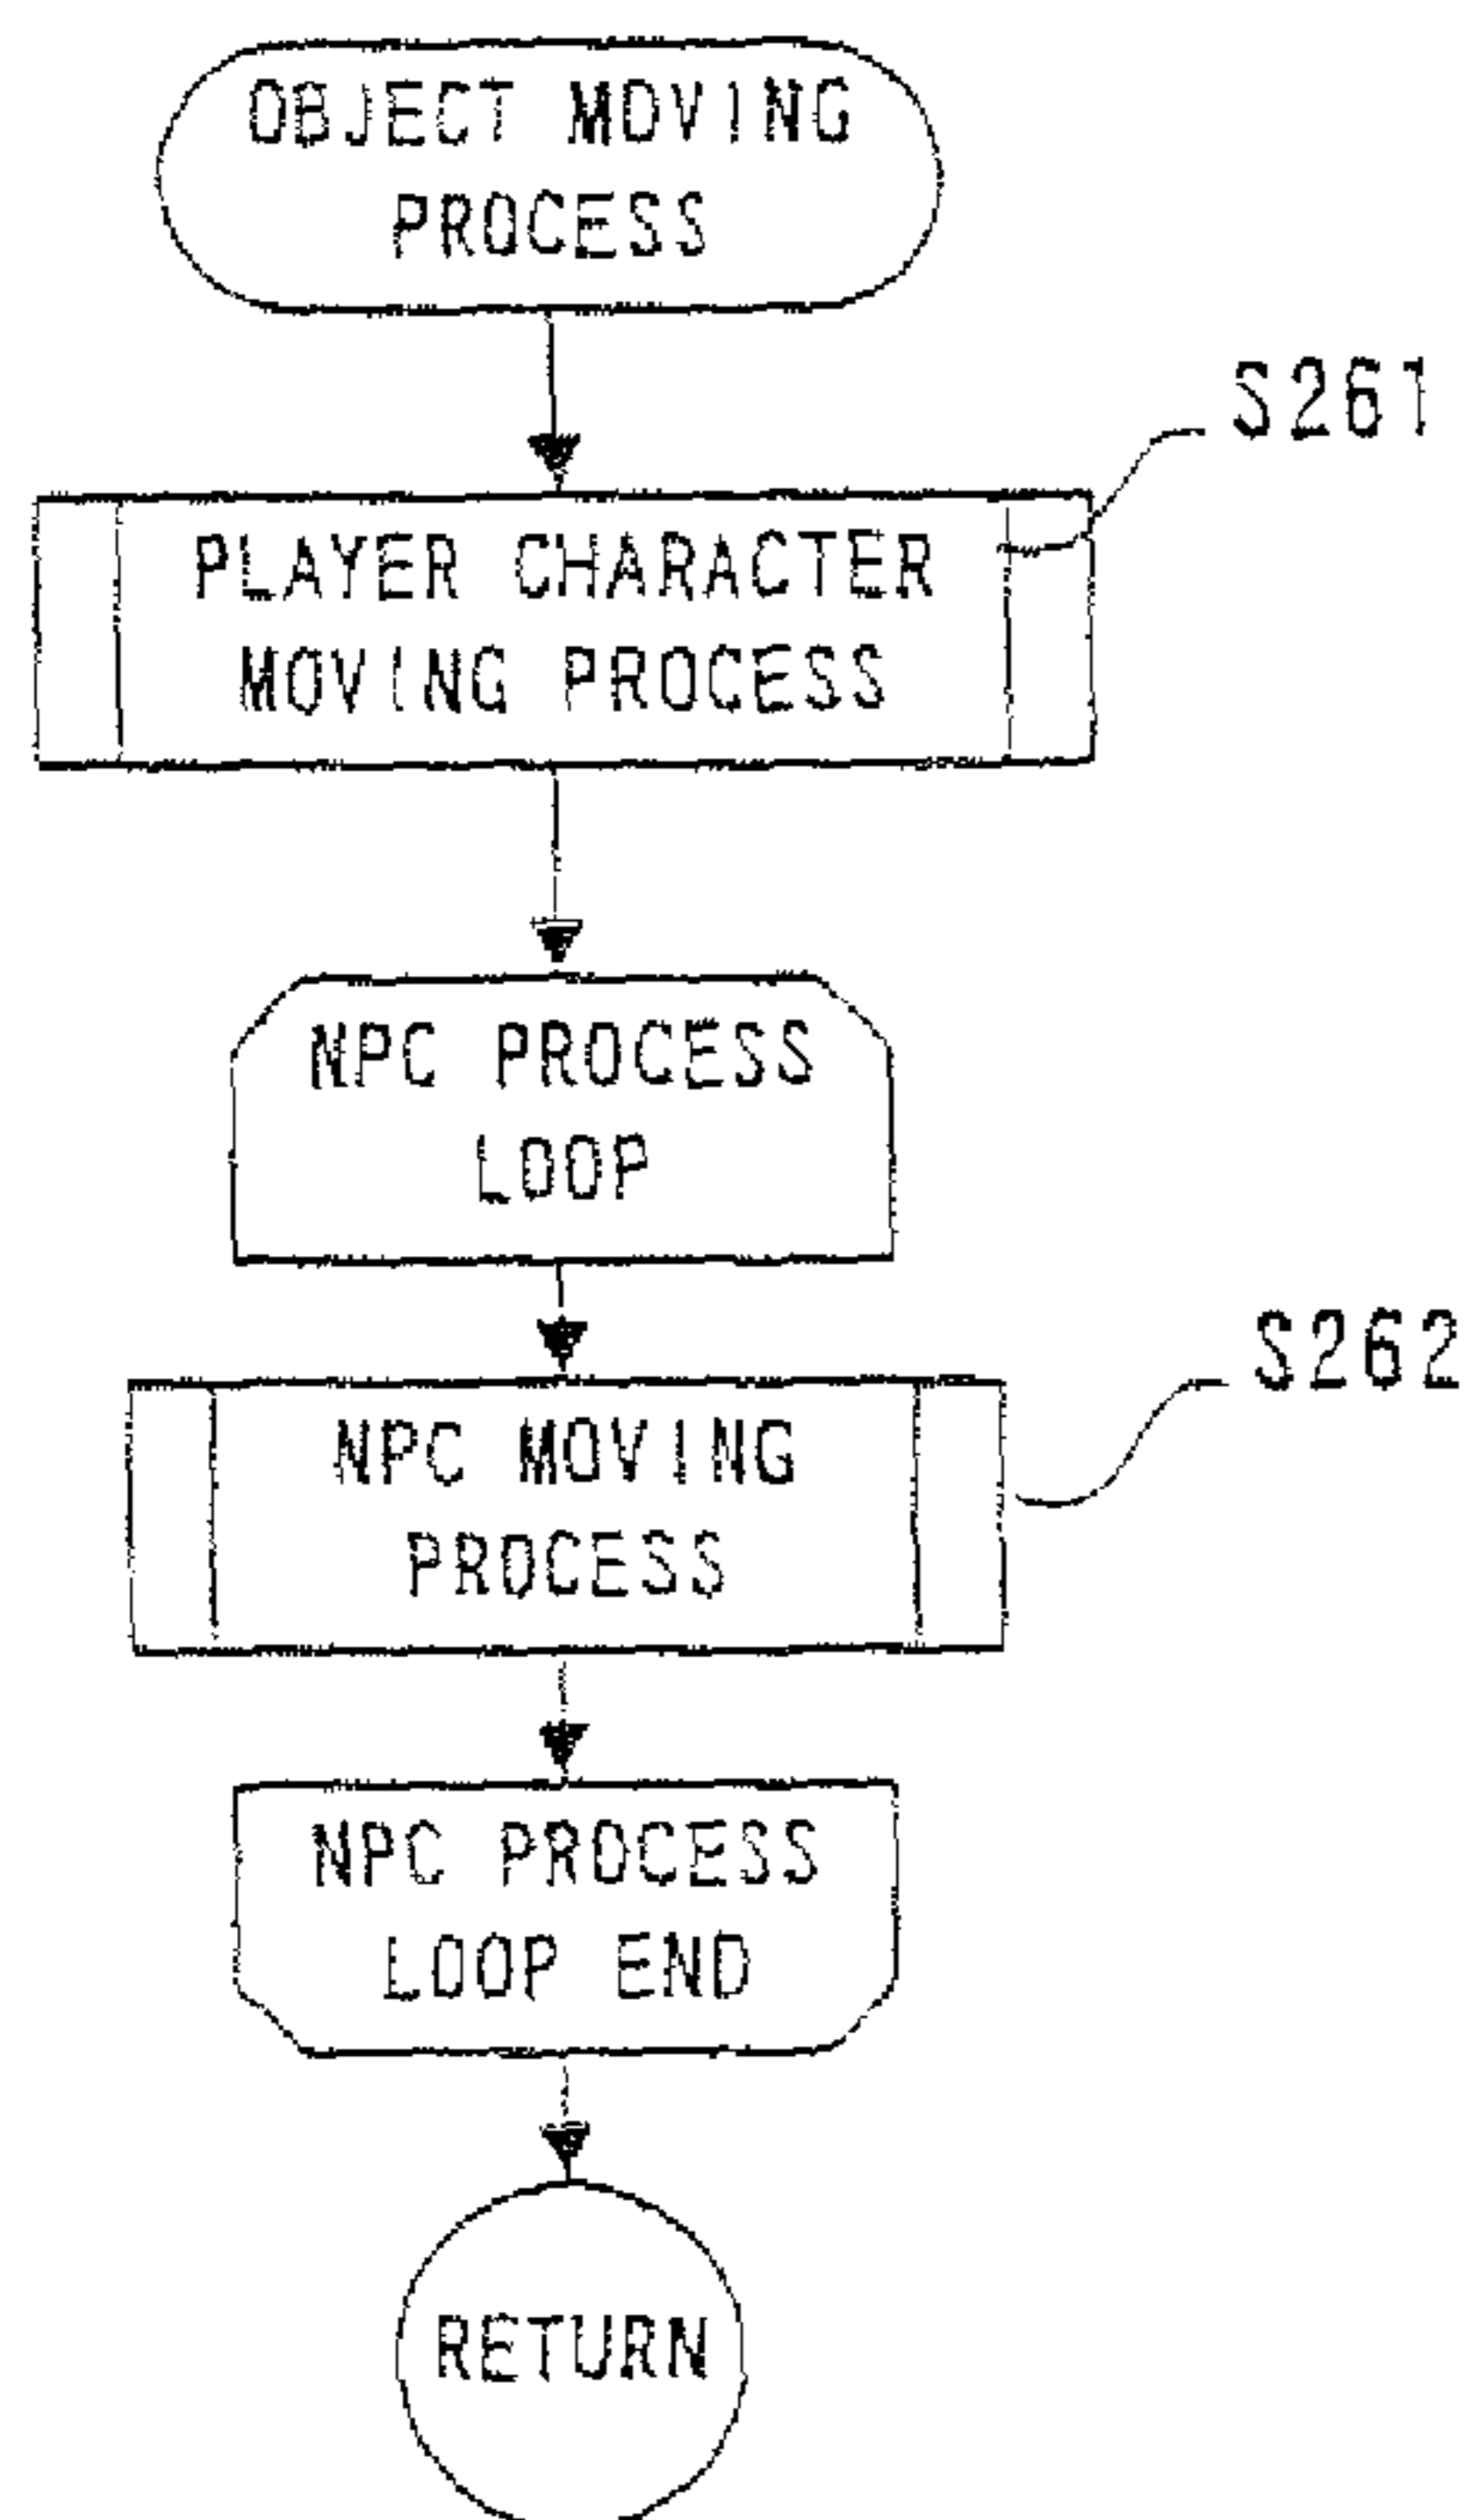 OBJECT MOVING
PROCESS
S261
PLAYER CHARACTER
MOVING PROCESS
NPC PROCESS
LOOP
S262
NPC MOVING
PROCESS
NPC PROCESS
LOOP END
RETURN